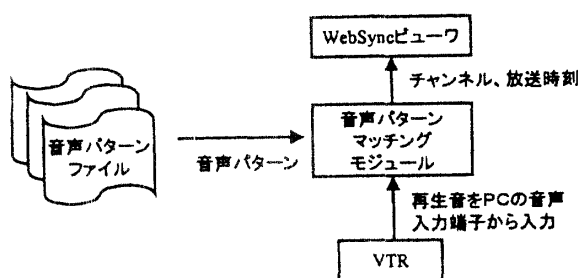 WebSyncビューワ
チャンネル、放送時刻
音声パターン
ファイル
音声パターン
音声パターン
マッチング
モジュール
再生音をPCの音声
入力端子から入力
VTR